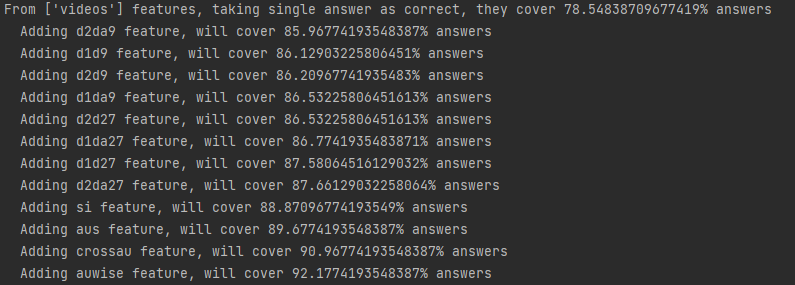 From ['videos'] features, taking single answer as correct, they cover 78.54838709677419% answers
Adding d2da9 feature, will cover 85.96774193548387% answers
Adding d1d9 feature, will cover 86.12903225806451% answers
Adding d2d9 feature, will cover 86.20967741935483% answers
Adding d1da9 feature, will cover 86.53225806451613% answers
Adding d2d27 feature, will cover 86.53225806451613% answers
Adding d1da27 feature, will cover 86.7741935483871% answers
Adding d1d27 feature, will cover 87.58064516129032% answers
Adding d2da27 feature, will cover 87.66129032258064% answers
Adding si feature, will cover 88.87096774193549% answers
Adding aus feature, will cover 89.6774193548387% answers
Adding crossau feature, will cover 90.96774193548387% answers
Adding auwise feature, will cover 92.1774193548387% answers